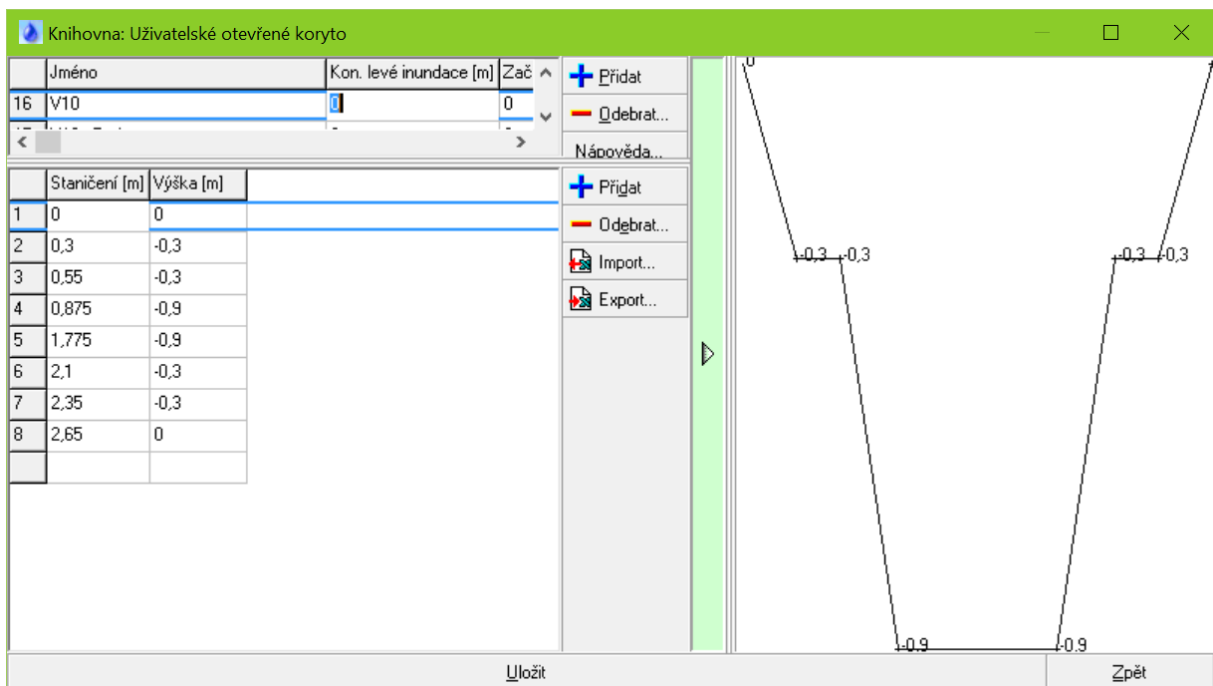 Knihovna: Uživatelské otevřené koryto
Jméno Kon. levé inundace [m] Zač
16 V10 0 0
Přidat
Odebrat...
Nápověda...
Staničení [m] Výška [m]
1 0 0
2 0,3 -0,3
3 0,55 -0,3
4 0,875 -0,9
5 1,775 -0,9
6 2,1 -0,3
7 2,35 -0,3
8 2,65 0
Přidat
Odebrat...
Import...
Export...
0
-0,3 -0,3 -0,3 -0,3
-0,9 -0,9
Uložit Zpět